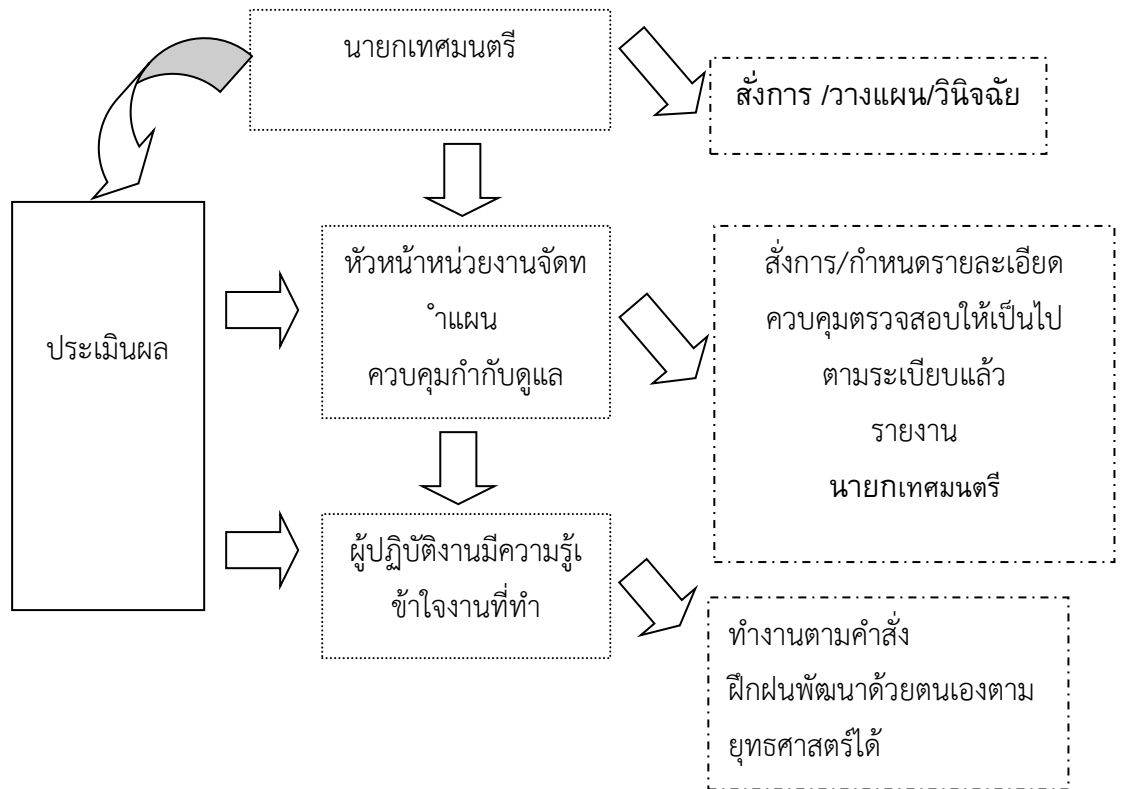 นายกเทศมนตรี
สั่งการ /วางแผน/วินิจฉัย
ประเมินผล
หัวหน้าหน่วยงานจัดท
ำแผน
ควบคุมกำกับดูแล
สั่งการ/กำหนดรายละเอียด
ควบคุมตรวจสอบให้เป็นไป
ตามระเบียบแล้ว
รายงาน
นายกเทศมนตรี
ผู้ปฏิบัติงานมีความรู้เ
ข้าใจงานที่ทำ
ทำงานตามคำสั่ง
ฝึกฝนพัฒนาด้วยตนเองตาม
ยุทธศาสตร์ได้